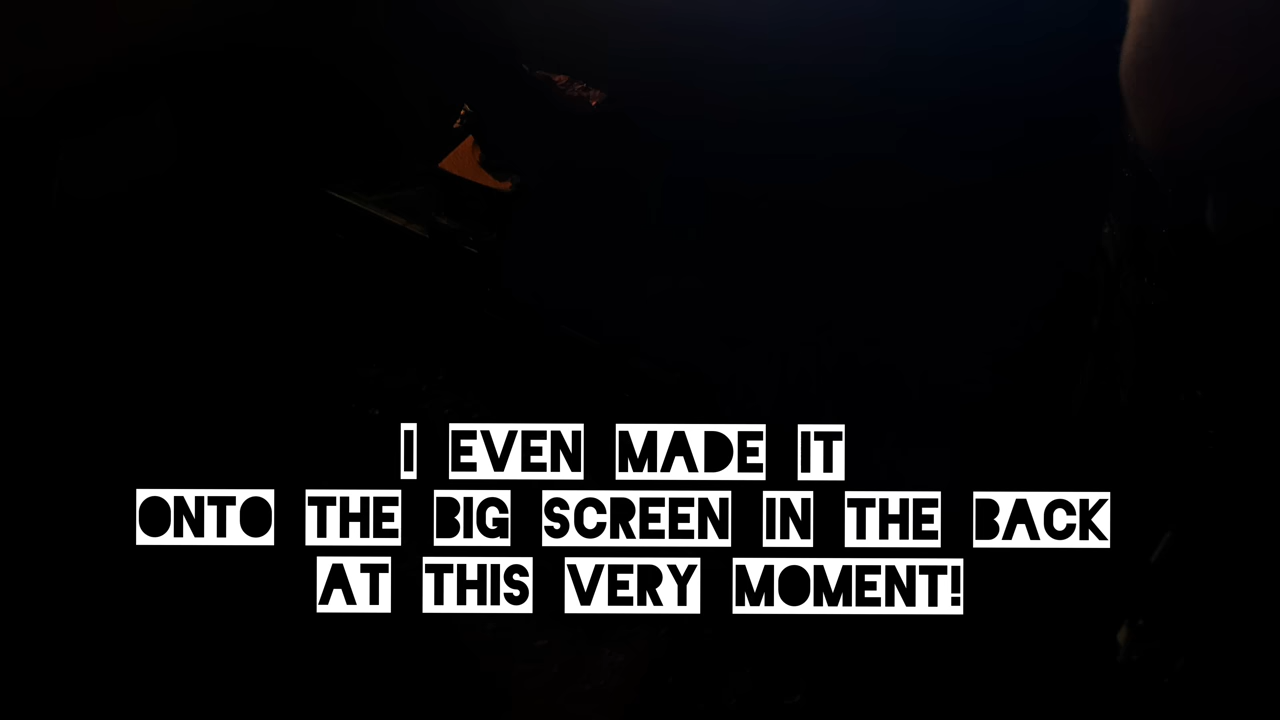 I EVEN MADE IT
ONTO THE BIG SCREEN IN THE BACK
AT THIS VERY MOMENT!